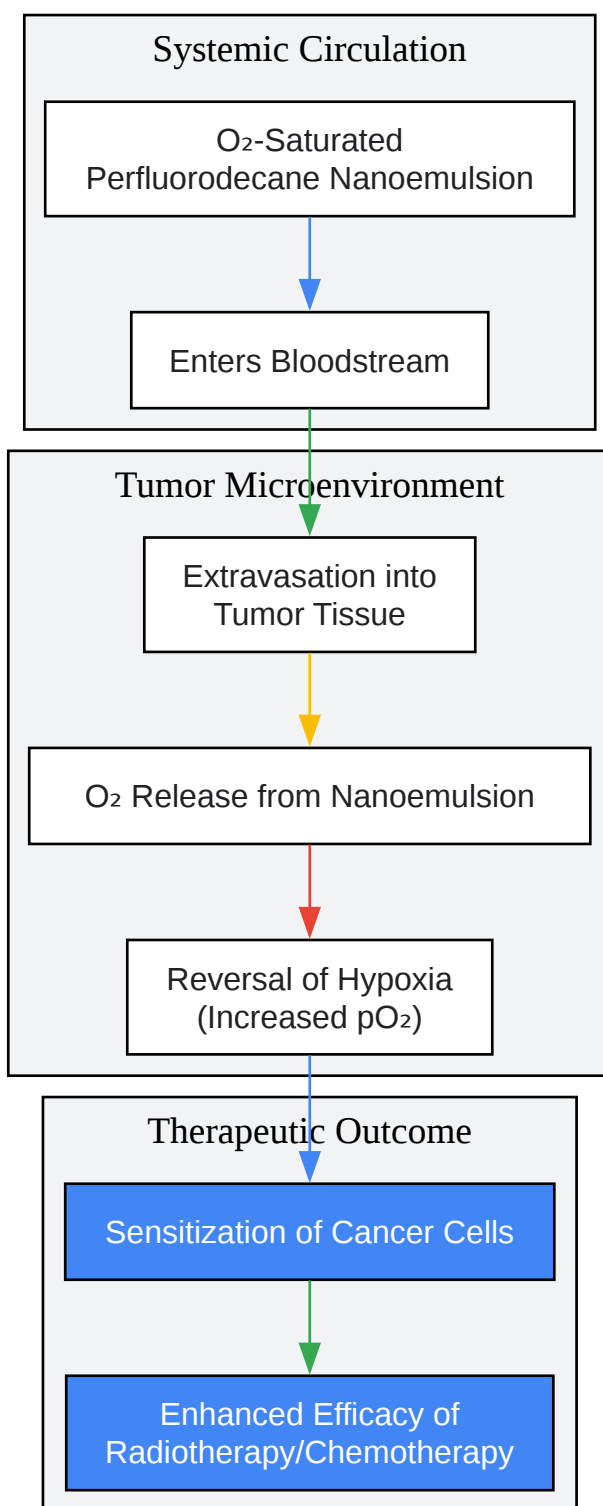 Systemic Circulation
O₂-Saturated
Perfluorodecane Nanoemulsion
Enters Bloodstream
Tumor Microenvironment
Extravasation into
Tumor Tissue
O₂ Release from Nanoemulsion
Reversal of Hypoxia
(Increased pO₂)
Therapeutic Outcome
Sensitization of Cancer Cells
Enhanced Efficacy of
Radiotherapy/Chemotherapy